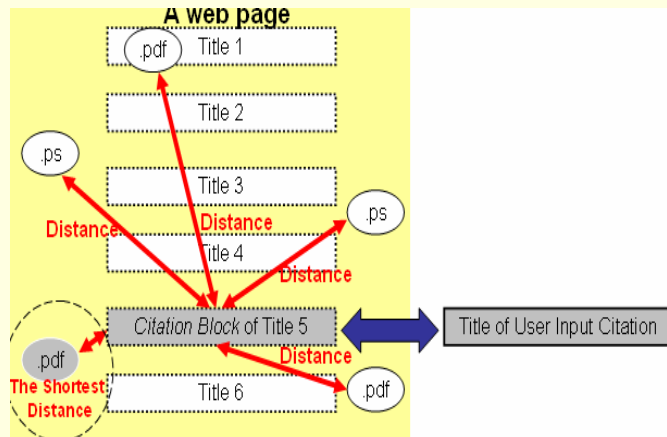 A web page
.pdf
Title 1
Title 2
.ps
Title 3
.ps
Distance
Distance
Title 4
Distance
Citation Block of Title 5
Title of User Input Citation
.pdf
Distance
The Shortest
Distance
Title 6
.pdf